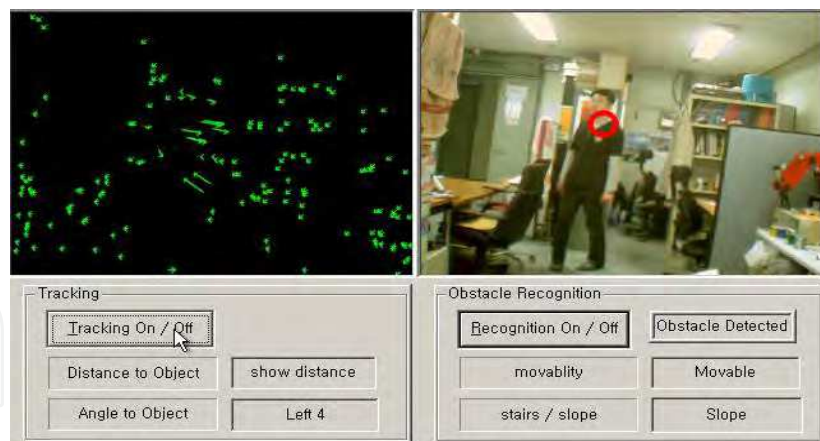 Tracking
Tracking On / Off
Distance to Object
show distance
Angle to Object
Left 4
Obstacle Recognition
Recognition On / Off
Obstacle Detected
movablity
Movable
stairs / slope
Slope